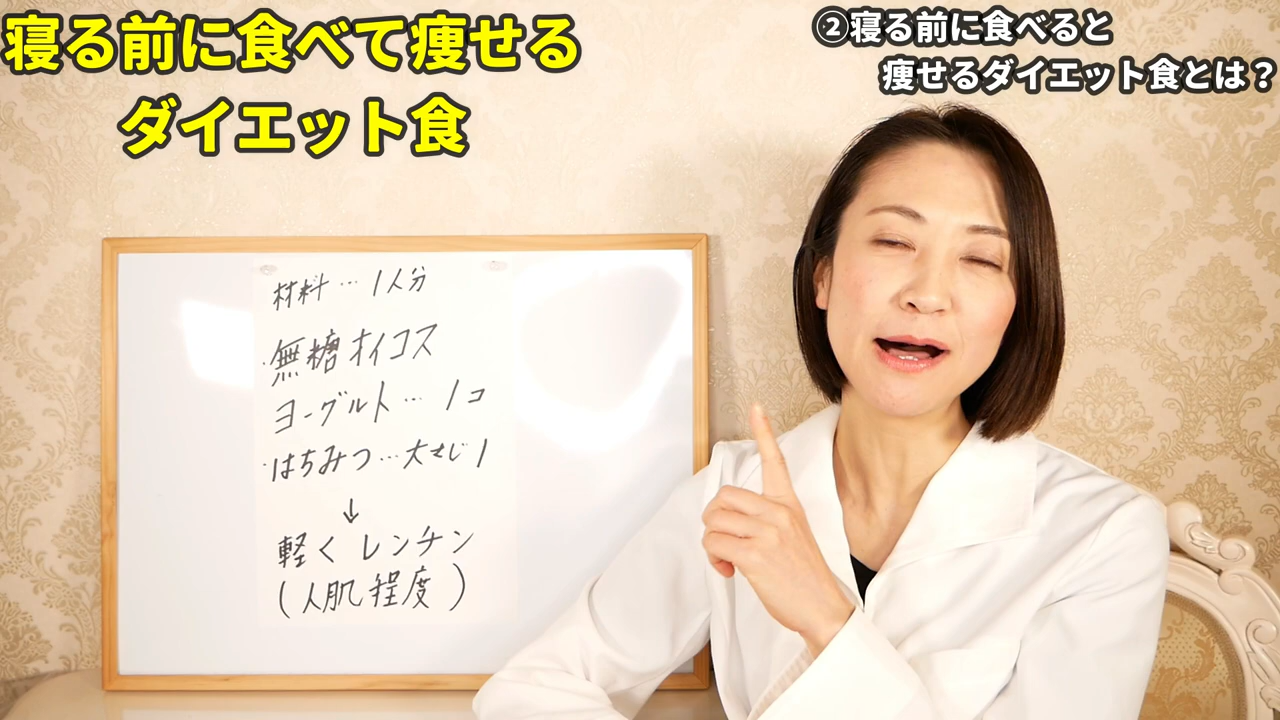 寝る前に食べて痩せる
ダイエット食
②寝る前に食べると
痩せるダイエット食とは？
材料…1人分
・無糖オイコス
ヨーグルト…1コ
・はちみつ…大さじ1
↓
軽くレンチン
(人肌程度)